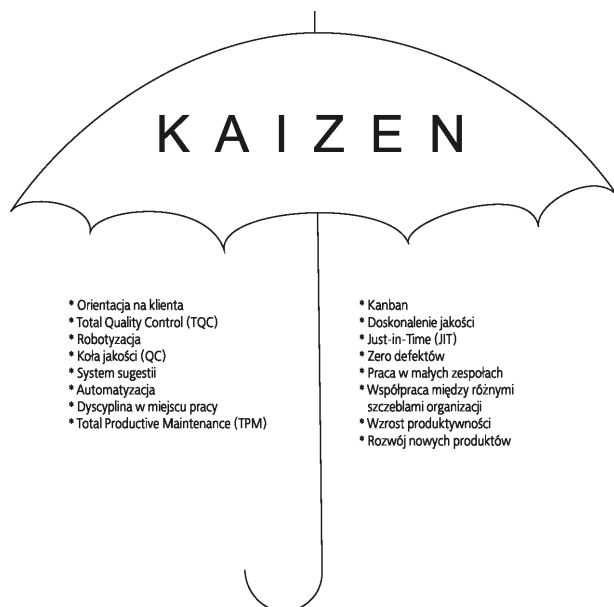 K A I Z E N
* Orientacja na klienta
* Total Quality Control (TQC)
* Robotyzacja
* Koła jakości (QC)
* System sugestii
* Automatyzacja
* Dyscyplina w miejscu pracy
* Total Productive Maintenance (TPM)
* Kanban
* Doskonalenie jakości
* Just-in-Time (JIT)
* Zero defektów
* Praca w małych zespołach
* Współpraca między różnymi
szczeblami organizacji
* Wzrost produktywności
* Rozwój nowych produktów